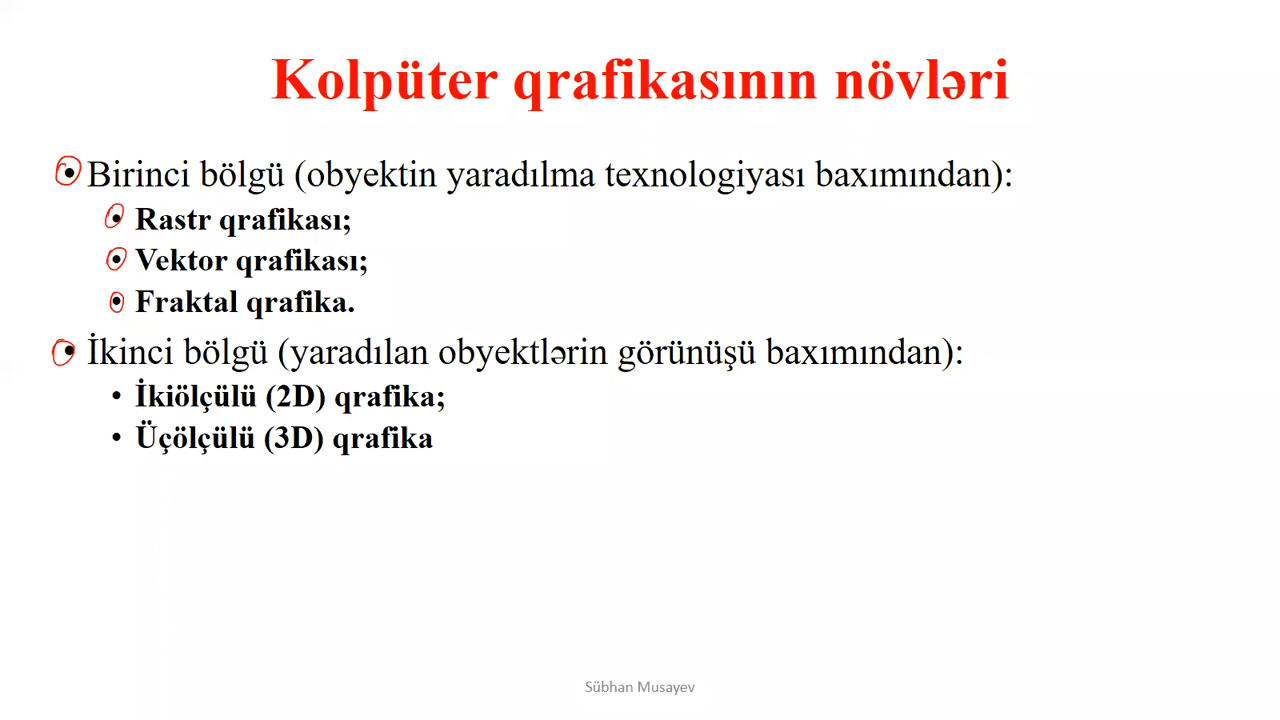 Kolpüter qrafikasının növləri
• Birinci bölgü (obyektin yaradılma texnologiyası baxımından):
• Rastr qrafikası;
• Vektor qrafikası;
• Fraktal qrafika.
• İkinci bölgü (yaradılan obyektlərin görünüşü baxımından):
• İkiölçülü (2D) qrafika;
• Üçölçülü (3D) qrafika
Sübhan Musayev